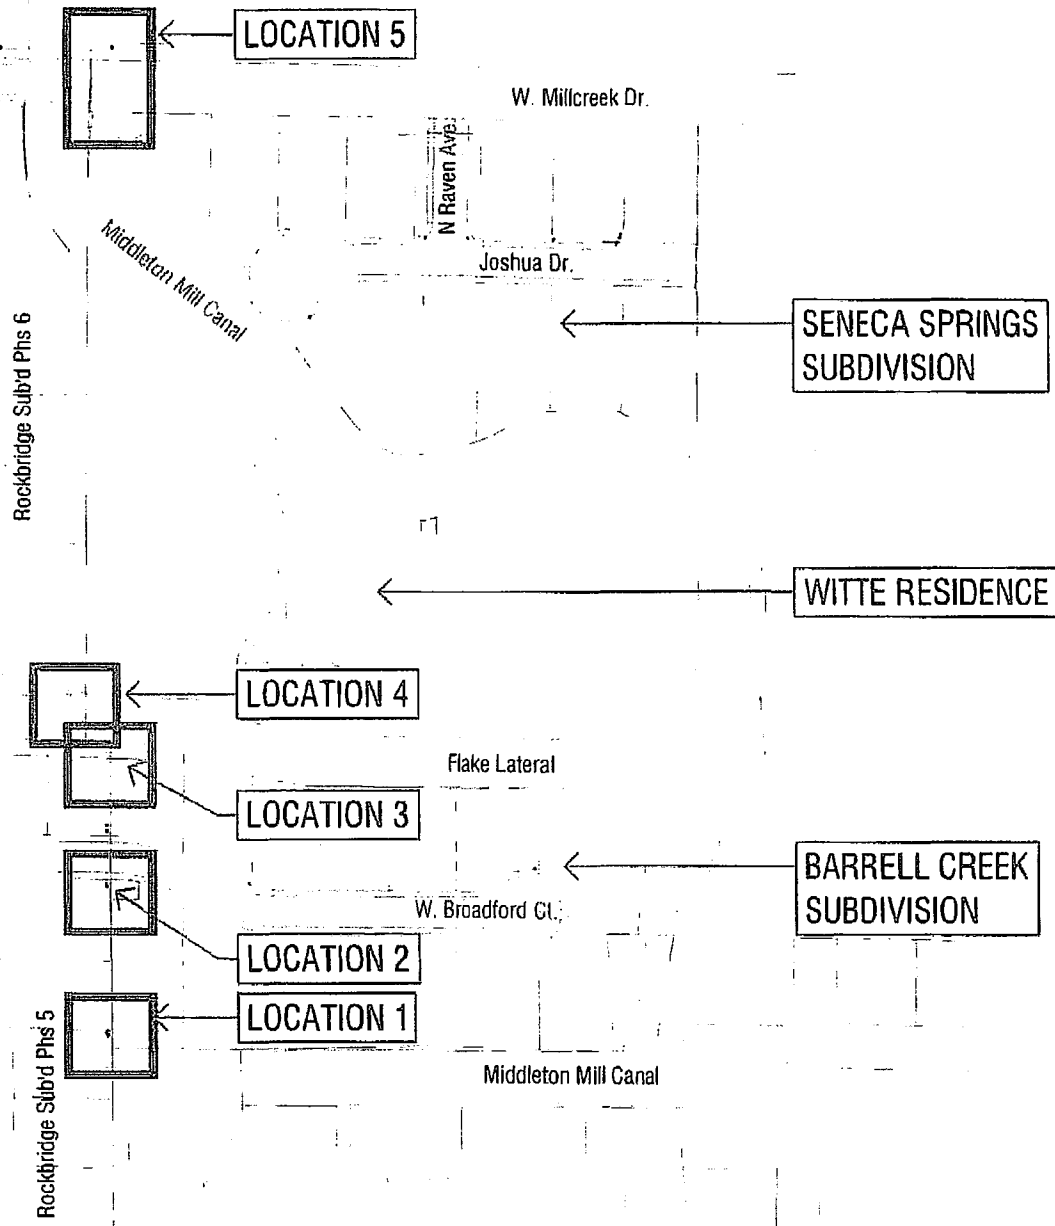 LOCATION 5
W. Millcreek Dr.
N Raven Ave.
Middleton Mill Canal
Joshua Dr.
SENECA SPRINGS
SUBDIVISION
Rockbridge Sub'd Phs 6
WITTE RESIDENCE
LOCATION 4
Flake Lateral
LOCATION 3
BARRELL CREEK
SUBDIVISION
W. Broadford Ct.
LOCATION 2
LOCATION 1
Rockbridge Sub'd Phs 5
Middleton Mill Canal